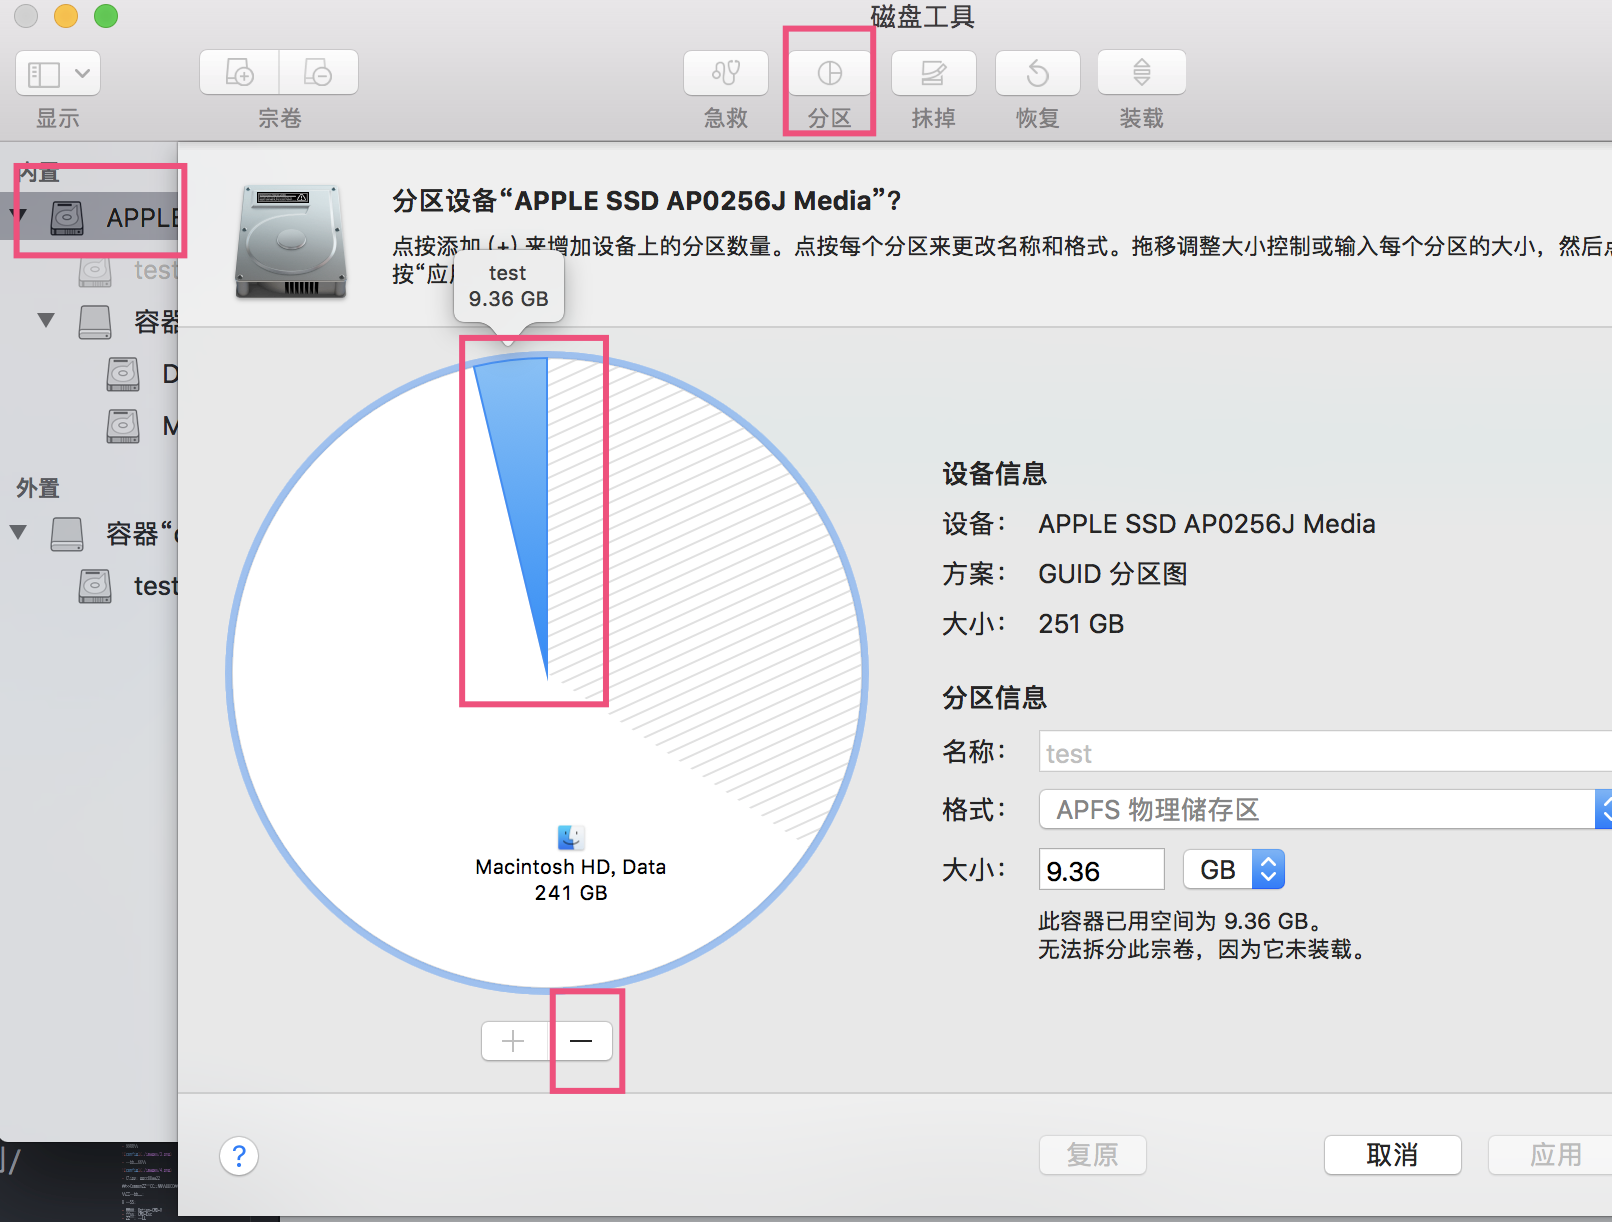 磁盘工具
显示
宗卷
急救
分区
抹掉
恢复
装载
内置
APPLE
test
容器
D
M
外置
容器“
test
分区设备“APPLE SSD AP0256J Media”?
点按添加 (+) 来增加设备上的分区数量。点按每个分区来更改名称和格式。拖移调整大小控制或输入每个分区的大小，然后点
按“应
test
9.36 GB
Macintosh HD, Data
241 GB
设备信息
设备： APPLE SSD AP0256J Media
方案： GUID 分区图
大小： 251 GB
分区信息
名称： test
格式： APFS 物理储存区
大小： 9.36 GB
此容器已用空间为 9.36 GB。
无法拆分此宗卷，因为它未装载。
?
复原
取消
应用